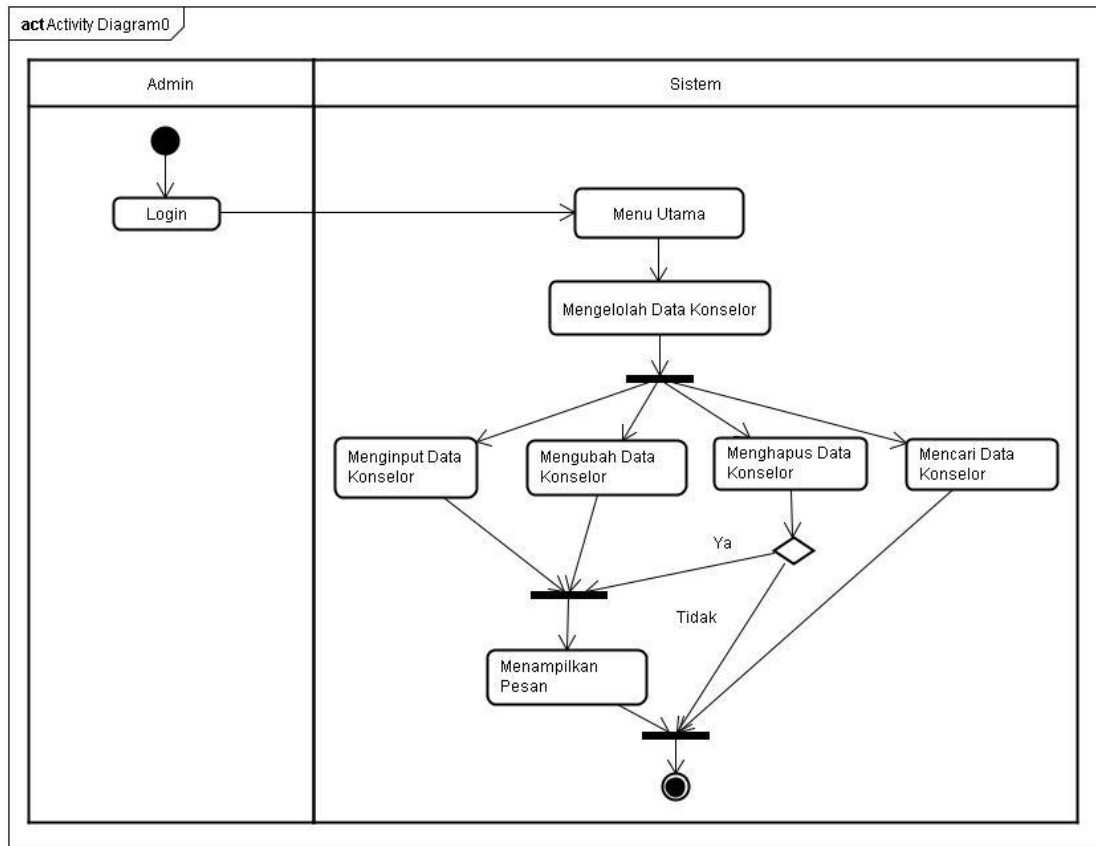 act Activity Diagram0
Admin
Sistem
Login
Menu Utama
Mengelolah Data Konselor
Menginput Data
Konselor
Mengubah Data
Konselor
Menghapus Data
Konselor
Mencari Data
Konselor
Ya
Tidak
Menampilkan
Pesan